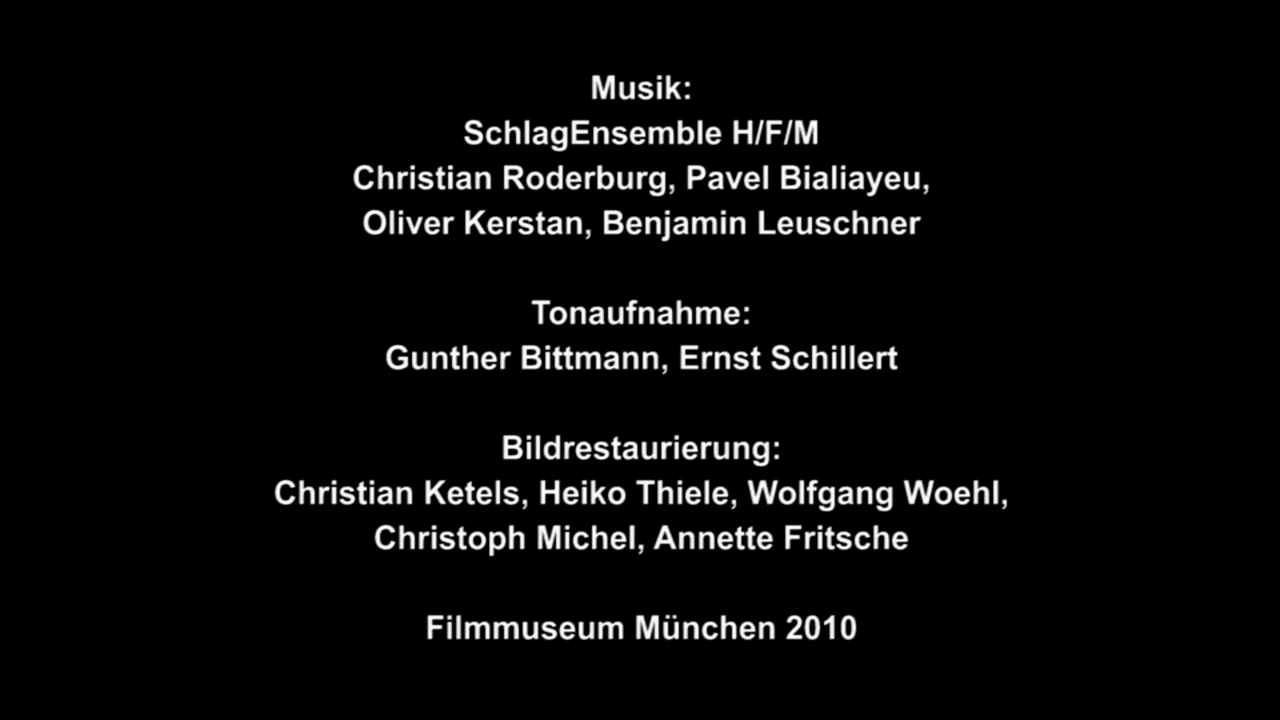 Musik:
SchlagEnsemble H/F/M
Christian Roderburg, Pavel Bialiayeu,
Oliver Kerstan, Benjamin Leuschner
Tonaufnahme:
Gunther Bittmann, Ernst Schillert
Bildrestaurierung:
Christian Ketels, Heiko Thiele, Wolfgang Woehl,
Christoph Michel, Annette Fritsche
Filmmuseum München 2010